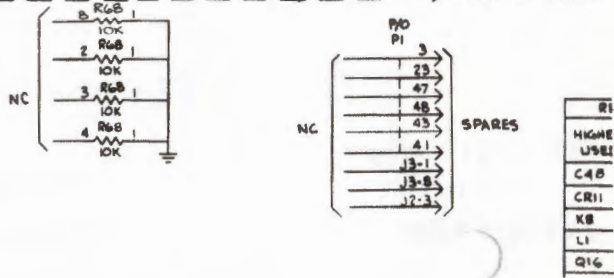 8 R68 1
10K
2 R68 1
10K
3 R68 1
10K
4 R68 1
10K
NC
P/O
P1
3
23
47
48
43
41
J3-1
J3-8
J2-3
NC
SPARES
HIGHE
USE
C48
CR11
K8
L1
Q16